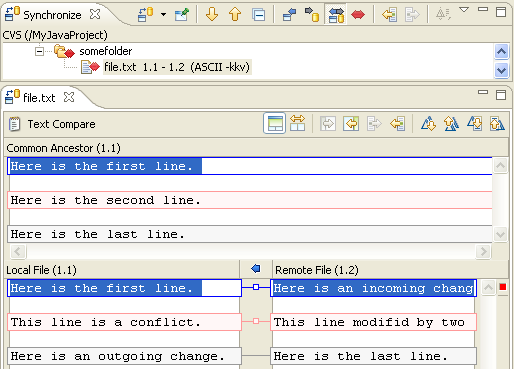 Synchronize
CVS (/MyJavaProject)
somefolder
file.txt 1.1 - 1.2 (ASCII -kkv)
file.txt
Text Compare
Common Ancestor (1.1)
Here is the first line.
Here is the second line.
Here is the last line.
Local File (1.1)
Remote File (1.2)
Here is the first line.
Here is an incoming chang
This line is a conflict.
This line modifid by two
Here is an outgoing change.
Here is the last line.